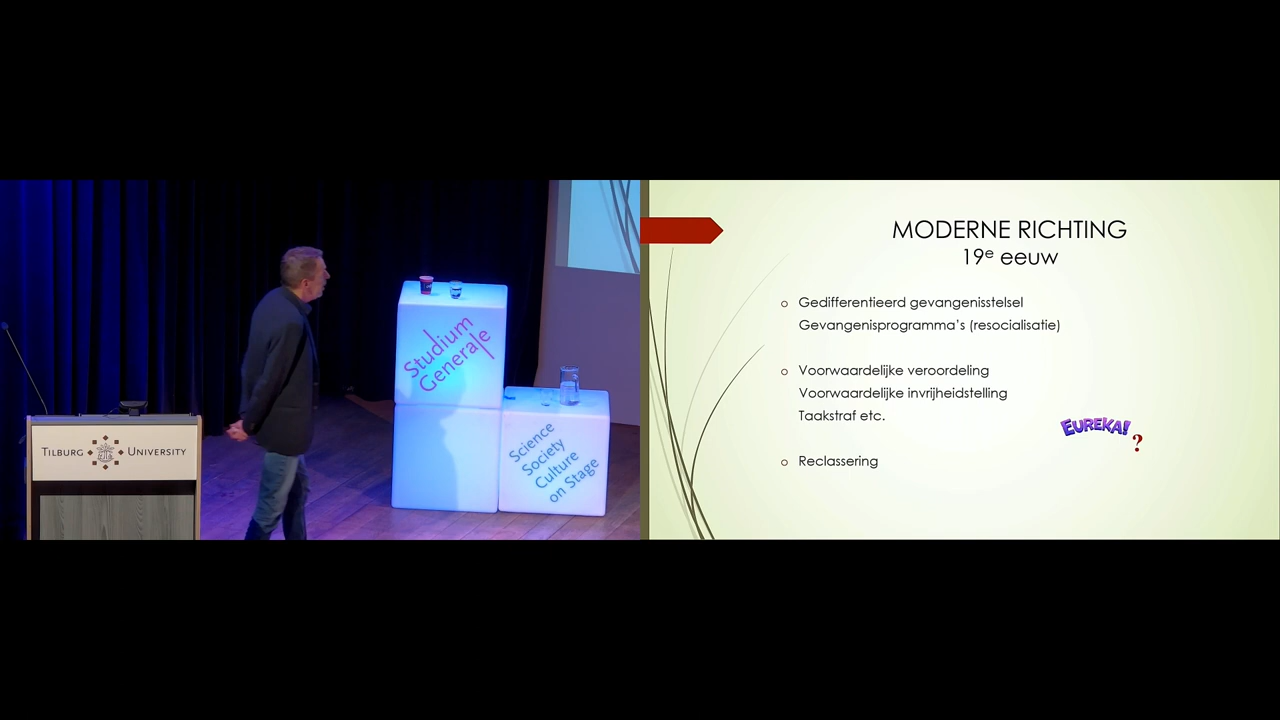 Studium
Generale
Science
Society
Culture
on Stage
TILBURG UNIVERSITY
MODERNE RICHTING
19e eeuw
o Gedifferentieerd gevangenisstelsel
Gevangenisprogramma's (resocialisatie)
o Voorwaardelijke veroordeling
Voorwaardelijke invrijheidstelling
Taakstraf etc.
EUREKA!
?
o Reclassering